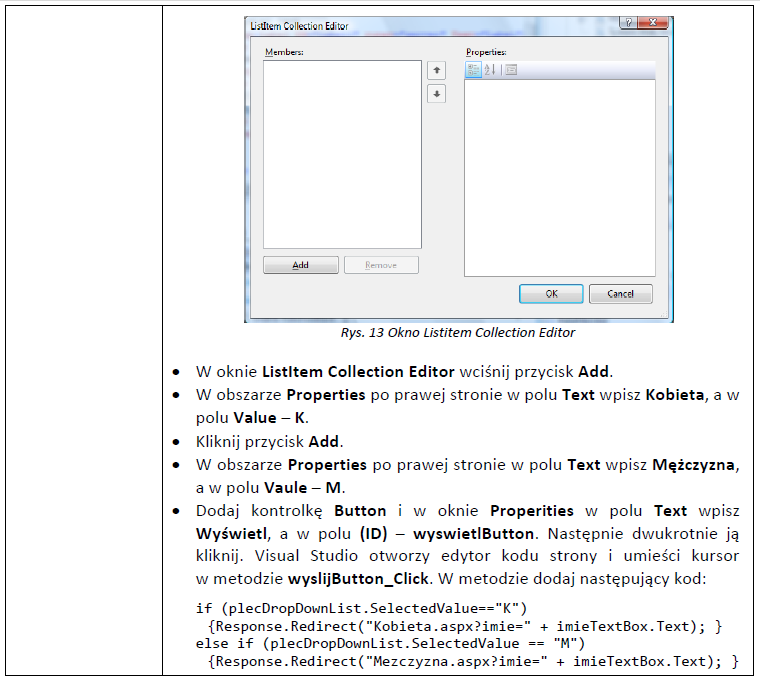 ListItem Collection Editor
Members:
Properties:
Add
Remove
OK
Cancel
Rys. 13 Okno Listitem Collection Editor
• W oknie ListItem Collection Editor wciśnij przycisk Add.
• W obszarze Properties po prawej stronie w polu Text wpisz Kobieta, a w
polu Value – K.
• Kliknij przycisk Add.
• W obszarze Properties po prawej stronie w polu Text wpisz Mężczyzna,
a w polu Vaule – M.
• Dodaj kontrolkę Button i w oknie Properities w polu Text wpisz
Wyświetl, a w polu (ID) – wyswietlButton. Następnie dwukrotnie ją
kliknij. Visual Studio otworzy edytor kodu strony i umieści kursor
w metodzie wyslijButton_Click. W metodzie dodaj następujący kod:
if (plecDropDownList.SelectedValue=="K")
{Response.Redirect("Kobieta.aspx?imie=" + imieTextBox.Text); }
else if (plecDropDownList.SelectedValue == "M")
{Response.Redirect("Mezczyzna.aspx?imie=" + imieTextBox.Text); }